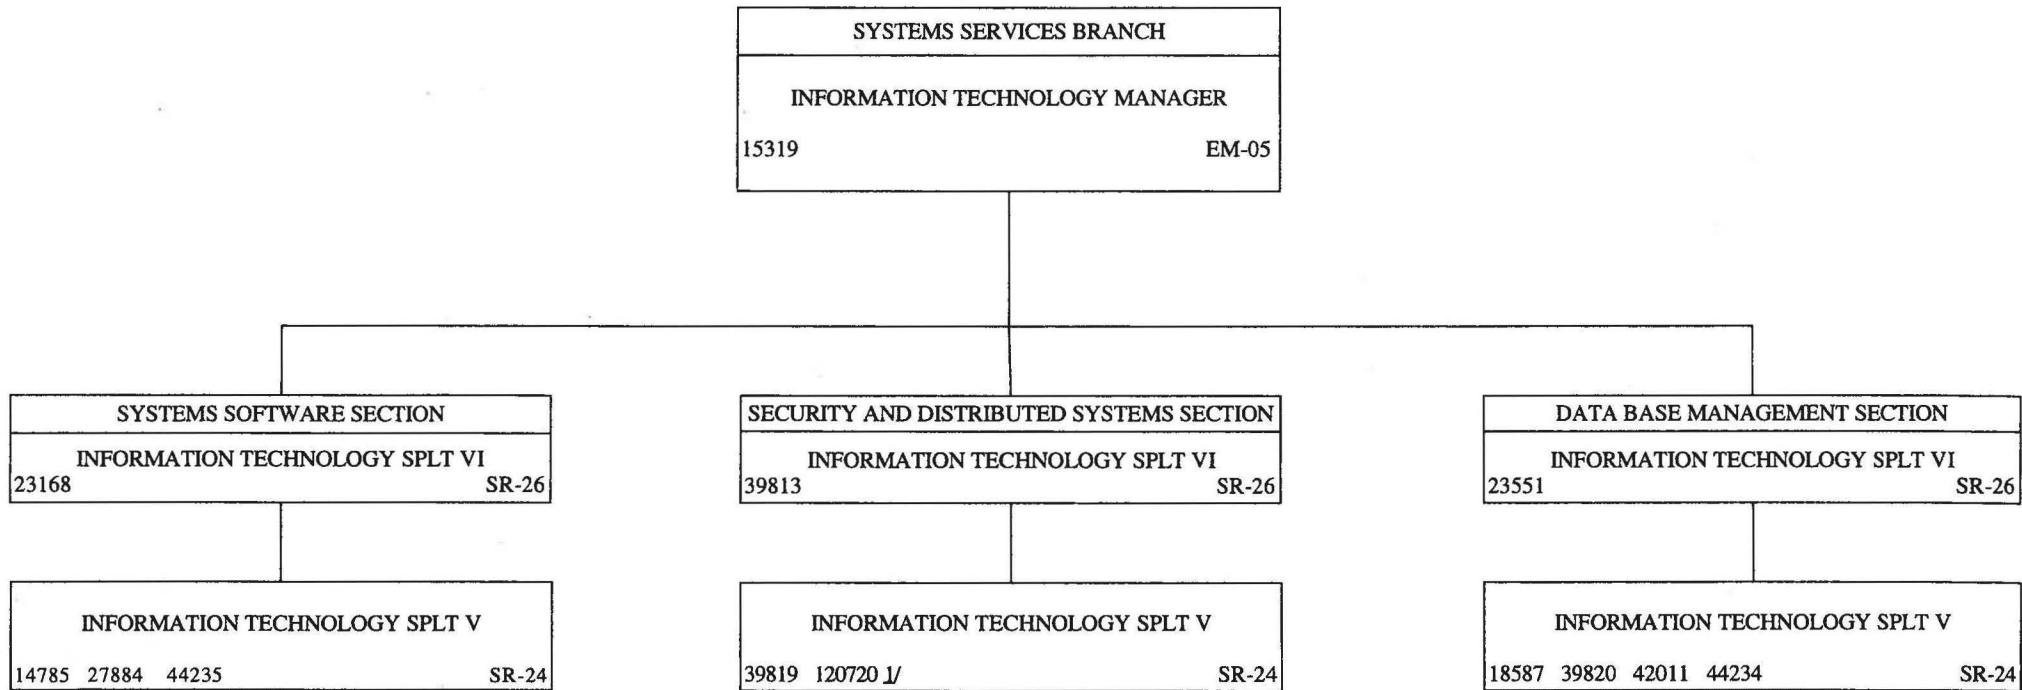 SYSTEMS SERVICES BRANCH
INFORMATION TECHNOLOGY MANAGER
15319 EM-05
SYSTEMS SOFTWARE SECTION
INFORMATION TECHNOLOGY SPLT VI
23168 SR-26
SECURITY AND DISTRIBUTED SYSTEMS SECTION
INFORMATION TECHNOLOGY SPLT VI
39813 SR-26
DATA BASE MANAGEMENT SECTION
INFORMATION TECHNOLOGY SPLT VI
23551 SR-26
INFORMATION TECHNOLOGY SPLT V
14785 27884 44235 SR-24
INFORMATION TECHNOLOGY SPLT V
39819 120720 1/ SR-24
INFORMATION TECHNOLOGY SPLT V
18587 39820 42011 44234 SR-24